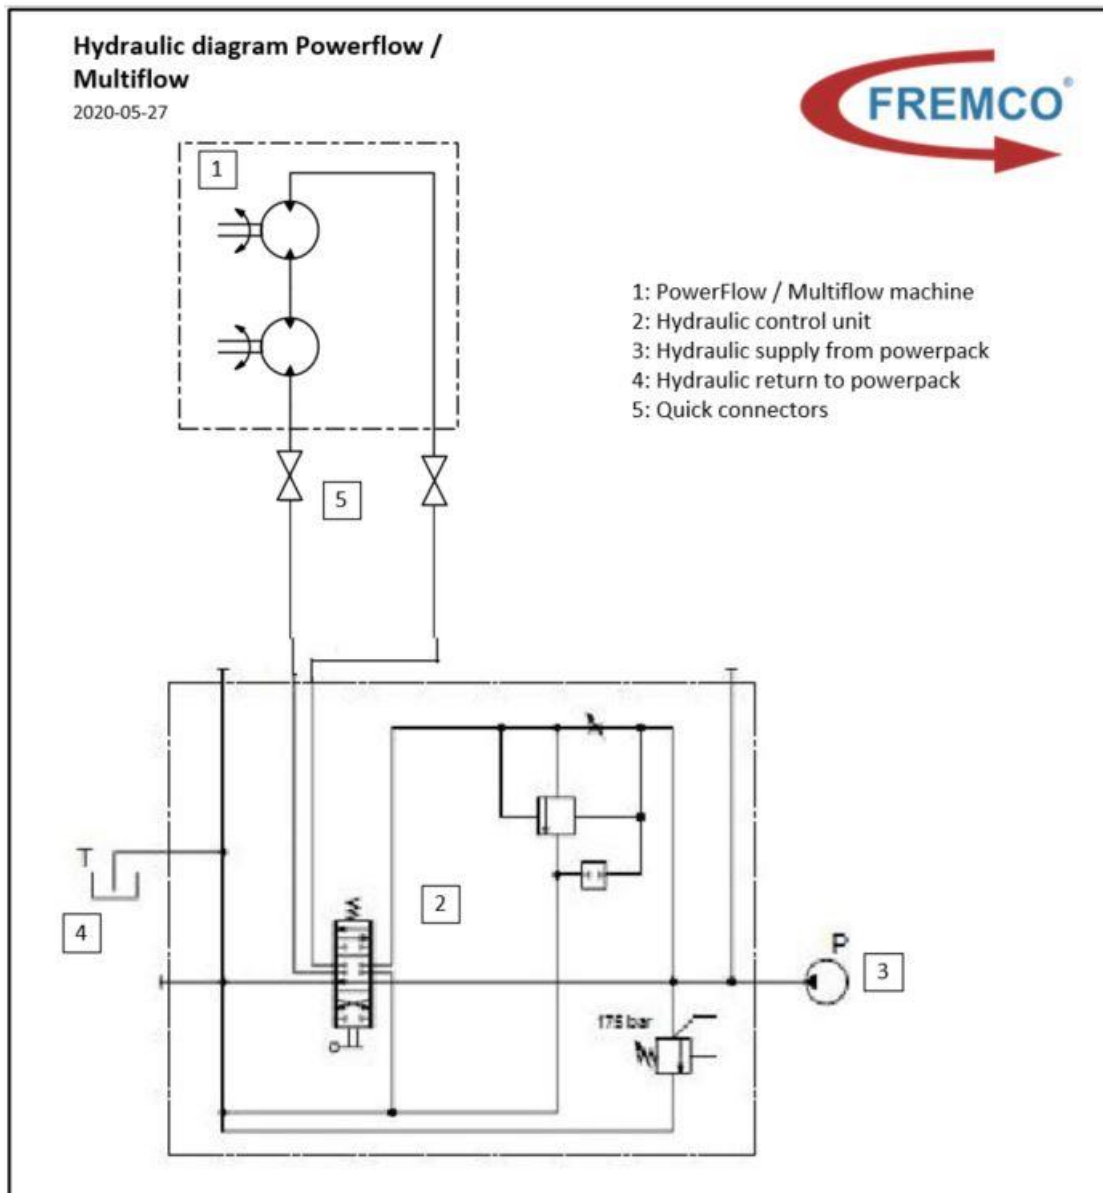 Hydraulic diagram Powerflow /
Multiflow
2020-05-27
FREMCO®
1
1: PowerFlow / Multiflow machine
2: Hydraulic control unit
3: Hydraulic supply from powerpack
4: Hydraulic return to powerpack
5: Quick connectors
5
T
2
4
P
3
175 bar